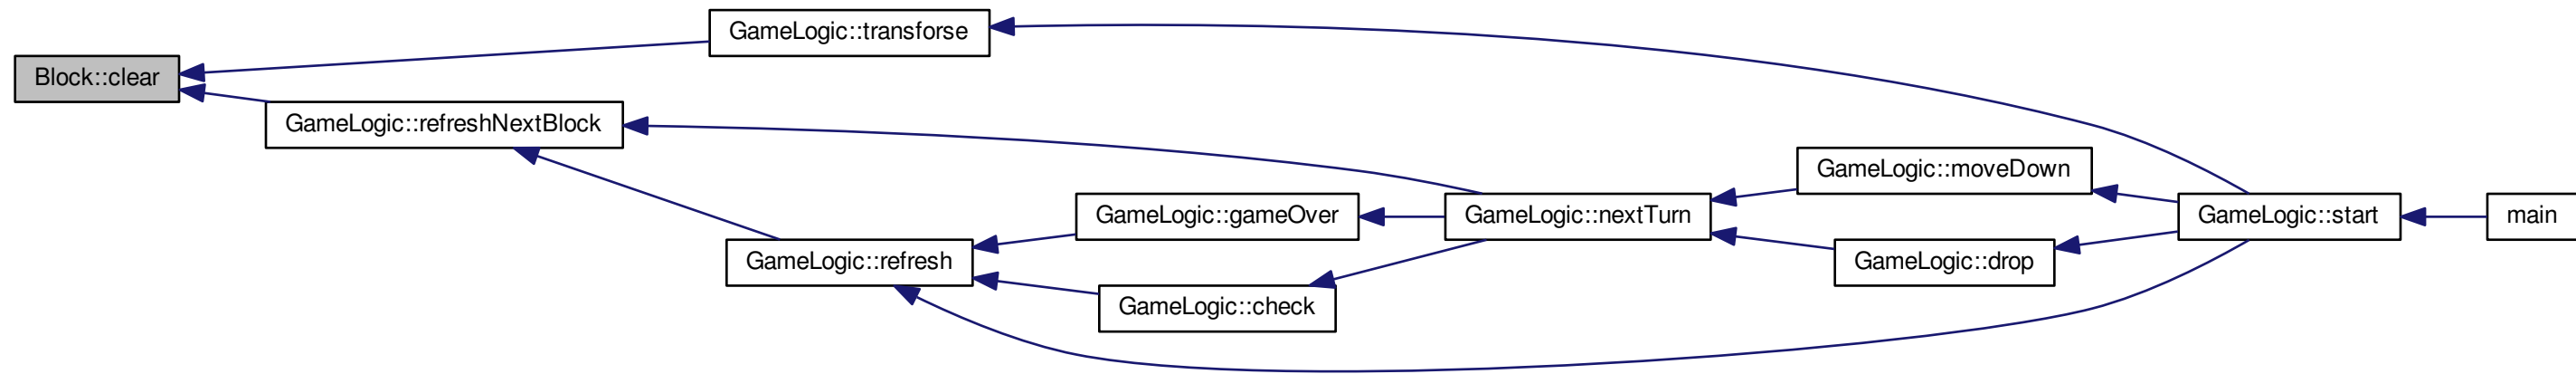 GameLogic::transforse
Block::clear
GameLogic::refreshNextBlock
GameLogic::moveDown
GameLogic::gameOver
GameLogic::nextTurn
GameLogic::start
main
GameLogic::refresh
GameLogic::drop
GameLogic::check